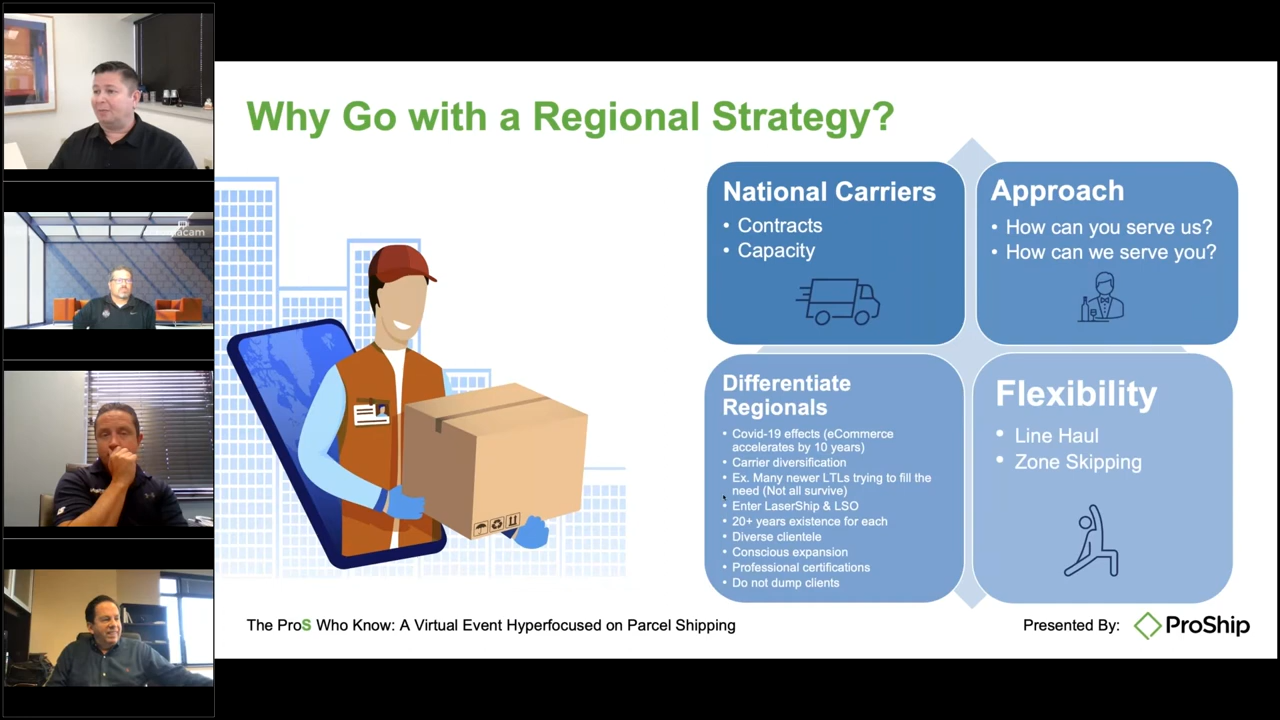 Why Go with a Regional Strategy?
National Carriers
• Contracts
• Capacity
Approach
• How can you serve us?
• How can we serve you?
Differentiate
Regionals
• Covid-19 effects (eCommerce
accelerates by 10 years)
• Carrier diversification
• Ex. Many newer LTLs trying to fill the
need (Not all survive)
• Enter LaserShip & LSO
• 20+ years existence for each
• Diverse clientele
• Conscious expansion
• Professional certifications
• Do not dump clients
Flexibility
• Line Haul
• Zone Skipping
The ProS Who Know: A Virtual Event Hyperfocused on Parcel Shipping
Presented By:
ProShip